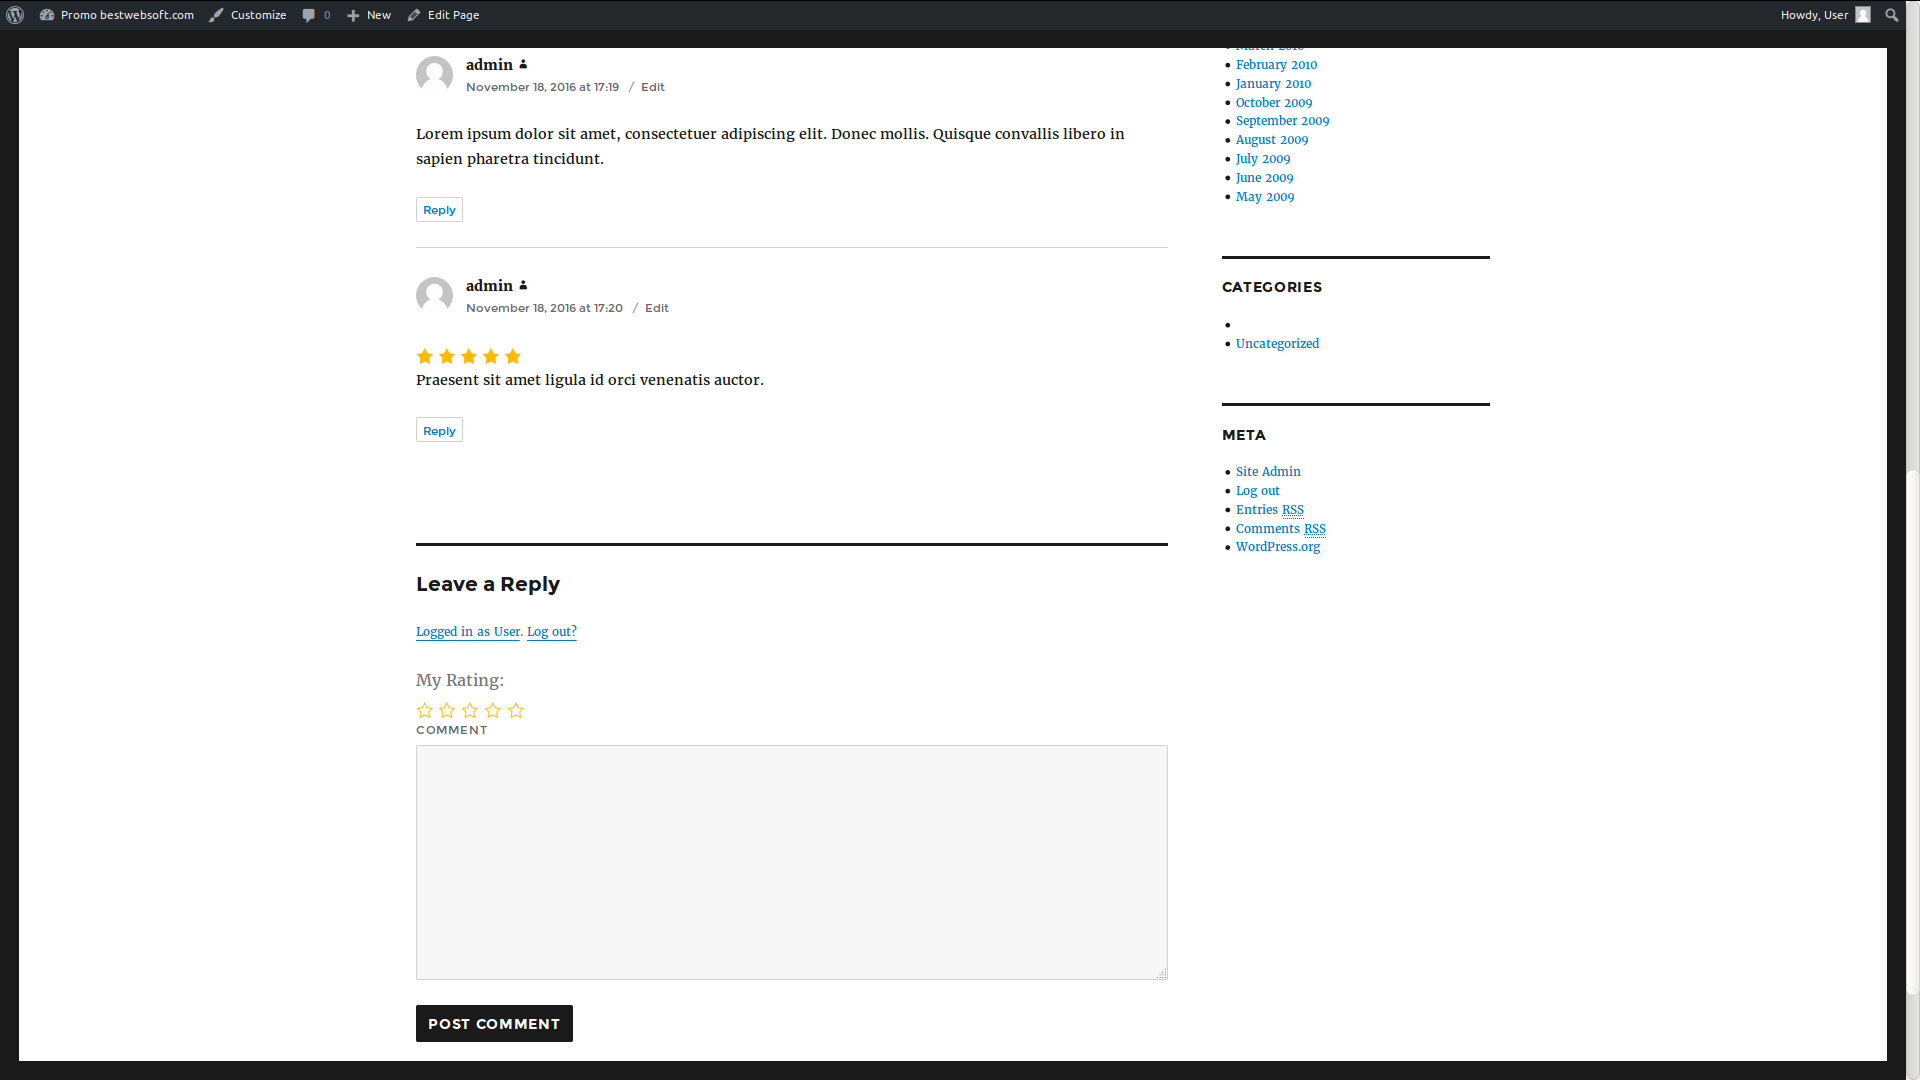 Promo bestwebsoft.com Customize 0 New Edit Page Howdy, User
admin
November 18, 2016 at 17:19 / Edit
Lorem ipsum dolor sit amet, consectetuer adipiscing elit. Donec mollis. Quisque convallis libero in
sapien pharetra tincidunt.
Reply
admin
November 18, 2016 at 17:20 / Edit
Praesent sit amet ligula id orci venenatis auctor.
Reply
Leave a Reply
Logged in as User. Log out?
My Rating:
COMMENT
POST COMMENT
March 2010
February 2010
January 2010
October 2009
September 2009
August 2009
July 2009
June 2009
May 2009
CATEGORIES
Uncategorized
META
Site Admin
Log out
Entries RSS
Comments RSS
WordPress.org